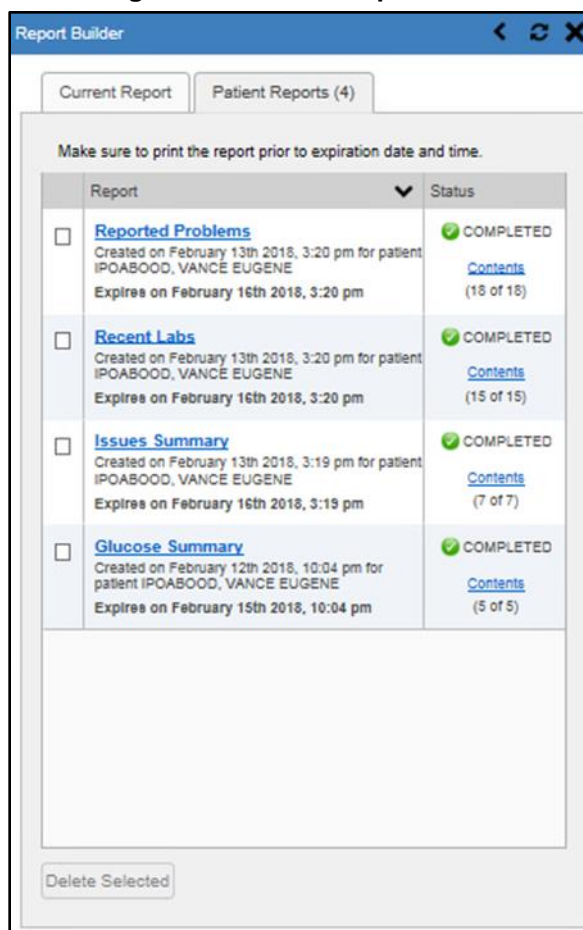 Report Builder
Current Report
Patient Reports (4)
Make sure to print the report prior to expiration date and time.
Report
Status
Reported Problems
Created on February 13th 2018, 3:20 pm for patient
IPOABOOD, VANCE EUGENE
Expires on February 16th 2018, 3:20 pm
COMPLETED
Contents
(18 of 18)
Recent Labs
Created on February 13th 2018, 3:20 pm for patient
IPOABOOD, VANCE EUGENE
Expires on February 16th 2018, 3:20 pm
COMPLETED
Contents
(15 of 15)
Issues Summary
Created on February 13th 2018, 3:19 pm for patient
IPOABOOD, VANCE EUGENE
Expires on February 16th 2018, 3:19 pm
COMPLETED
Contents
(7 of 7)
Glucose Summary
Created on February 12th 2018, 10:04 pm for
patient IPOABOOD, VANCE EUGENE
Expires on February 15th 2018, 10:04 pm
COMPLETED
Contents
(5 of 5)
Delete Selected